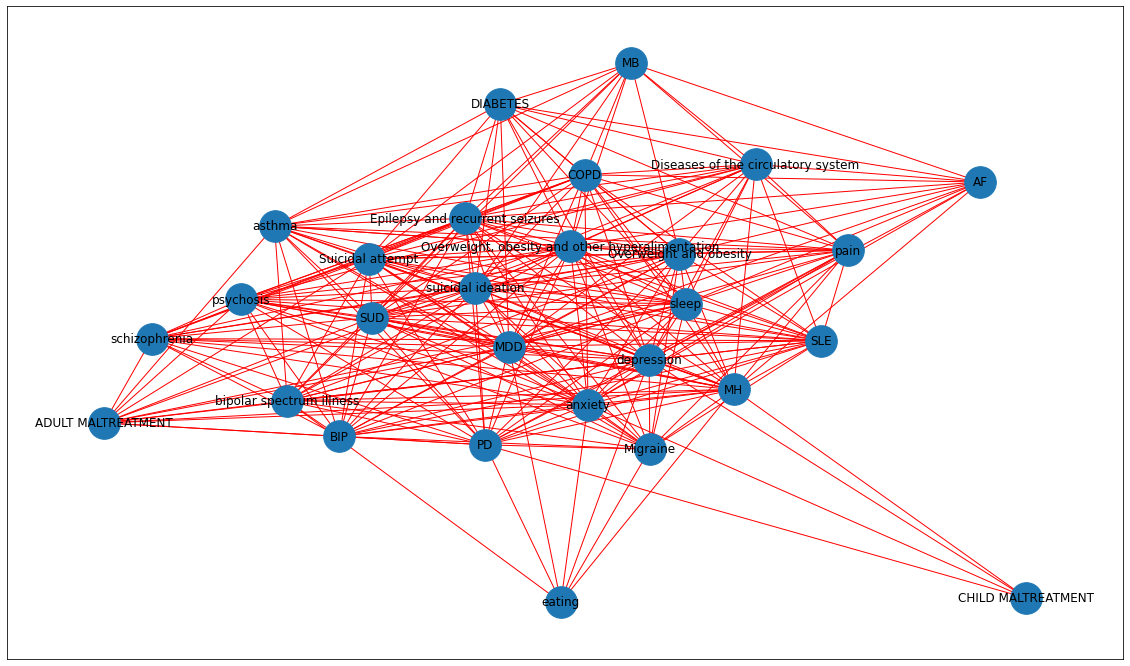 MB
DIABETES
Diseases of the circulatory system
COPD
AF
Epilepsy and recurrent seizures
asthma
Overweight, obesity and other hyperalimentation
pain
Overweight and obesity
Suicidal attempt
suicidal ideation
psychosis
sleep
SUD
schizophrenia
SLE
MDD
depression
MH
bipolar spectrum illness
anxiety
ADULT MALTREATMENT
BIP
PD
Migraine
eating
CHILD MALTREATMENT